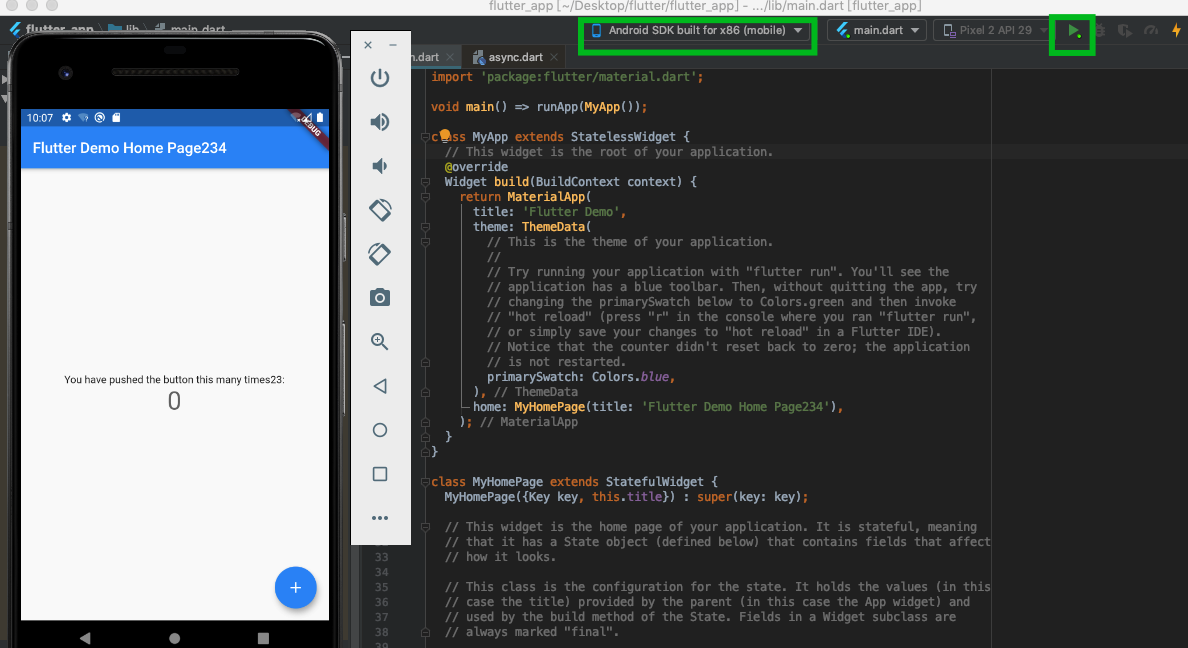 flutter_app [~/Desktop/flutter/flutter_app] – .../lib/main.dart [flutter_app]
flutter_app
lib
main.dart
Android SDK built for x86 (mobile)
main.dart
Pixel 2 API 29
n.dart
async.dart
10:07
DEBUG
Flutter Demo Home Page234
You have pushed the button this many times23:
0
import 'package:flutter/material.dart';
void main() => runApp(MyApp());
class MyApp extends StatelessWidget {
// This widget is the root of your application.
@override
Widget build(BuildContext context) {
return MaterialApp(
title: 'Flutter Demo',
theme: ThemeData(
// This is the theme of your application.
//
// Try running your application with "flutter run". You'll see the
// application has a blue toolbar. Then, without quitting the app, try
// changing the primarySwatch below to Colors.green and then invoke
// "hot reload" (press "r" in the console where you ran "flutter run",
// or simply save your changes to "hot reload" in a Flutter IDE).
// Notice that the counter didn't reset back to zero; the application
// is not restarted.
primarySwatch: Colors.blue,
), // ThemeData
home: MyHomePage(title: 'Flutter Demo Home Page234'),
); // MaterialApp
}
}
class MyHomePage extends StatefulWidget {
MyHomePage({Key key, this.title}) : super(key: key);
// This widget is the home page of your application. It is stateful, meaning
// that it has a State object (defined below) that contains fields that affect
33 // how it looks.
34
35 // This class is the configuration for the state. It holds the values (in this
36 // case the title) provided by the parent (in this case the App widget) and
37 // used by the build method of the State. Fields in a Widget subclass are
38 // always marked "final".
39